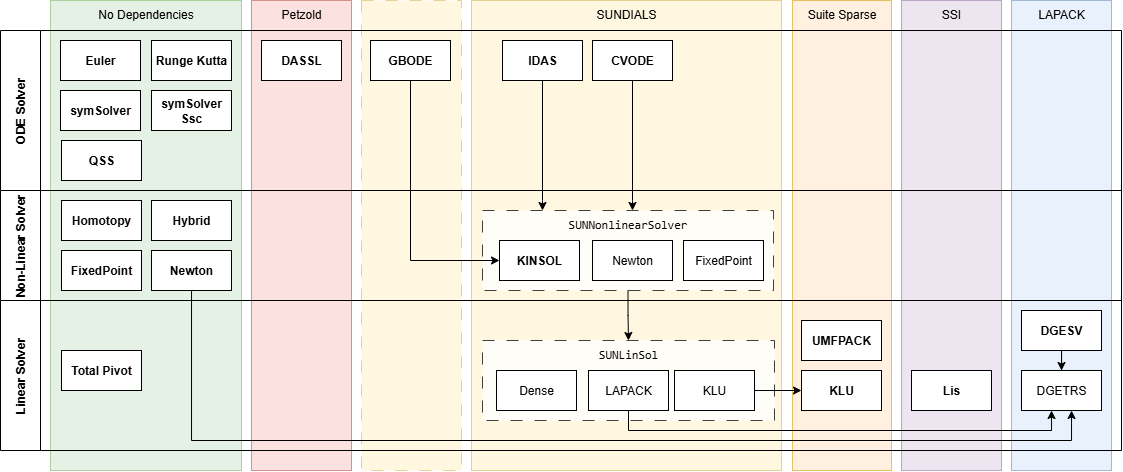 No Dependencies
Petzold
SUNDIALS
Suite Sparse
SSI
LAPACK
ODE Solver
Euler
Runge Kutta
DASSL
GBODE
IDAS
CVODE
symSolver
symSolver
Ssc
QSS
Non-Linear Solver
Homotopy
Hybrid
SUNNonlinearSolver
FixedPoint
Newton
KINSOL
Newton
FixedPoint
Linear Solver
UMFPACK
DGESV
SUNLinSol
Total Pivot
Dense
LAPACK
KLU
KLU
Lis
DGETRS